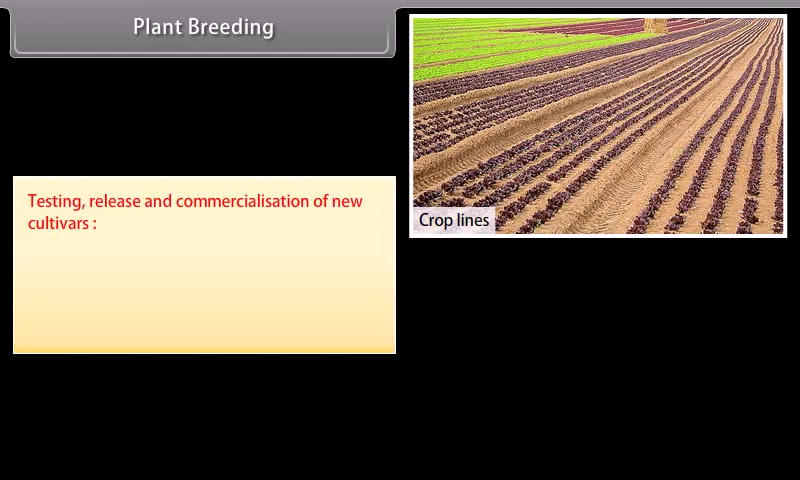 Plant Breeding
Testing, release and commercialisation of new
cultivars :
Crop lines